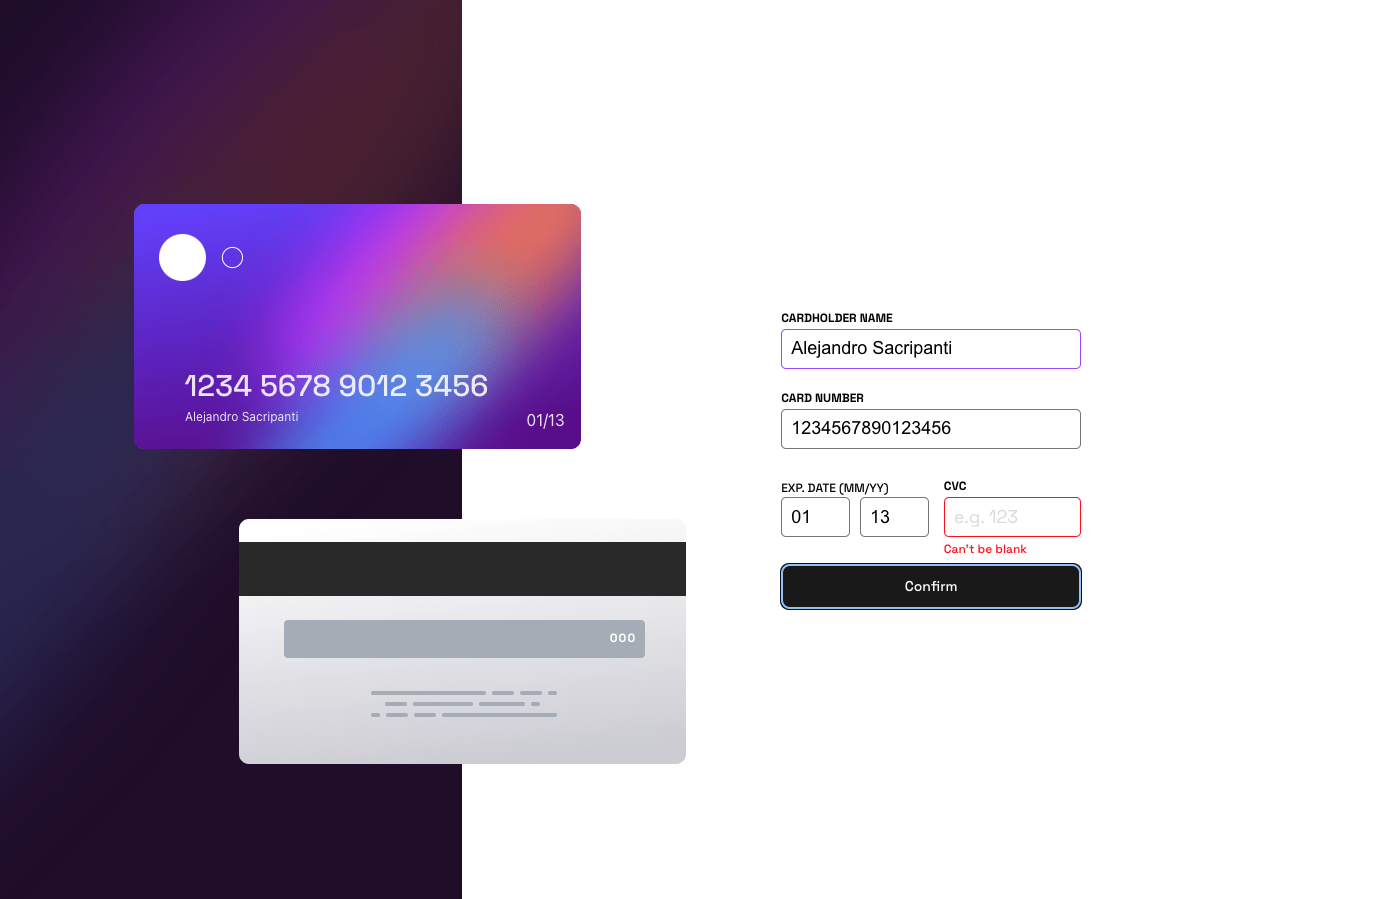 1234 5678 9012 3456
Alejandro Sacripanti
01/13
000
CARDHOLDER NAME
Alejandro Sacripanti
CARD NUMBER
1234567890123456
EXP. DATE (MM/YY)
CVC
01
13
e.g. 123
Can't be blank
Confirm